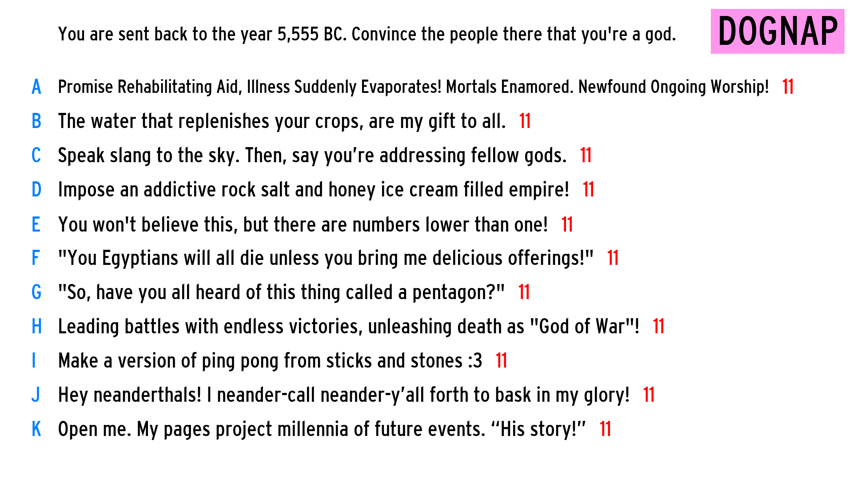 You are sent back to the year 5,555 BC. Convince the people there that you're a god.
DOGNAP
A Promise Rehabilitating Aid, Illness Suddenly Evaporates! Mortals Enamored. Newfound Ongoing Worship! 11
B The water that replenishes your crops, are my gift to all. 11
C Speak slang to the sky. Then, say you’re addressing fellow gods. 11
D Impose an addictive rock salt and honey ice cream filled empire! 11
E You won't believe this, but there are numbers lower than one! 11
F "You Egyptians will all die unless you bring me delicious offerings!" 11
G "So, have you all heard of this thing called a pentagon?" 11
H Leading battles with endless victories, unleashing death as "God of War"! 11
I Make a version of ping pong from sticks and stones :3 11
J Hey neanderthals! I neander-call neander-y’all forth to bask in my glory! 11
K Open me. My pages project millennia of future events. “His story!” 11